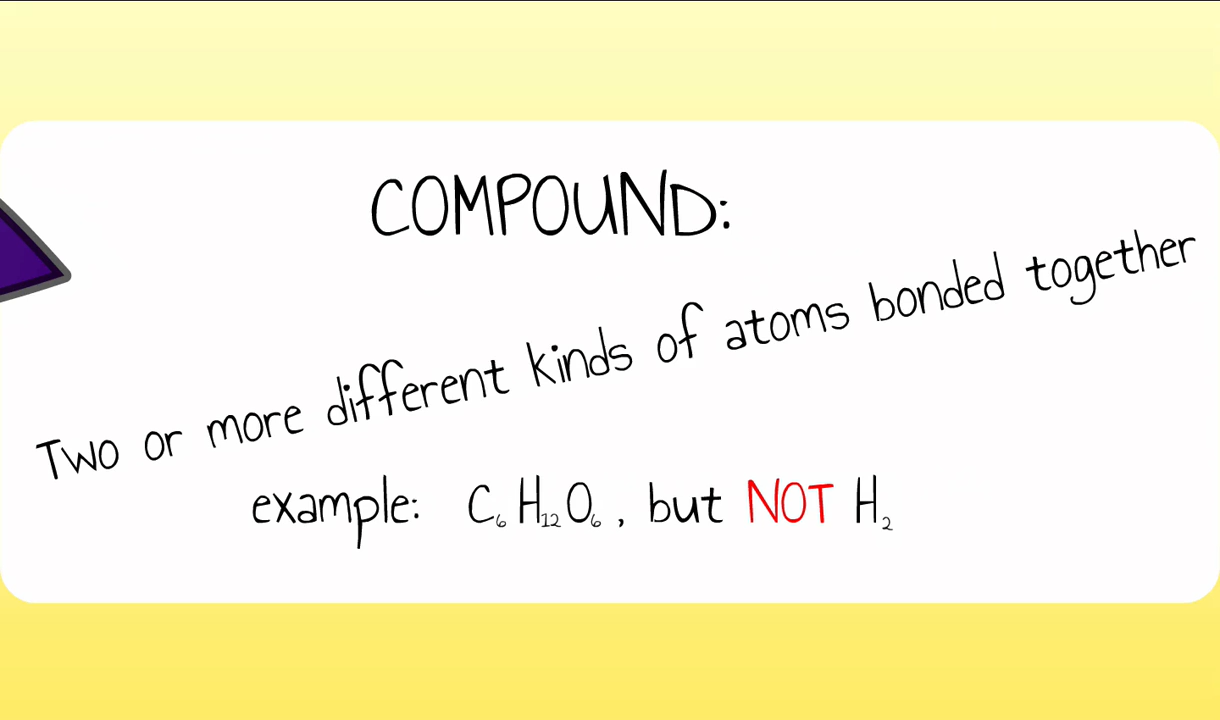 COMPOUND:
Two or more different kinds of atoms bonded together
example: C₆H₁₂O₆, but NOT H₂